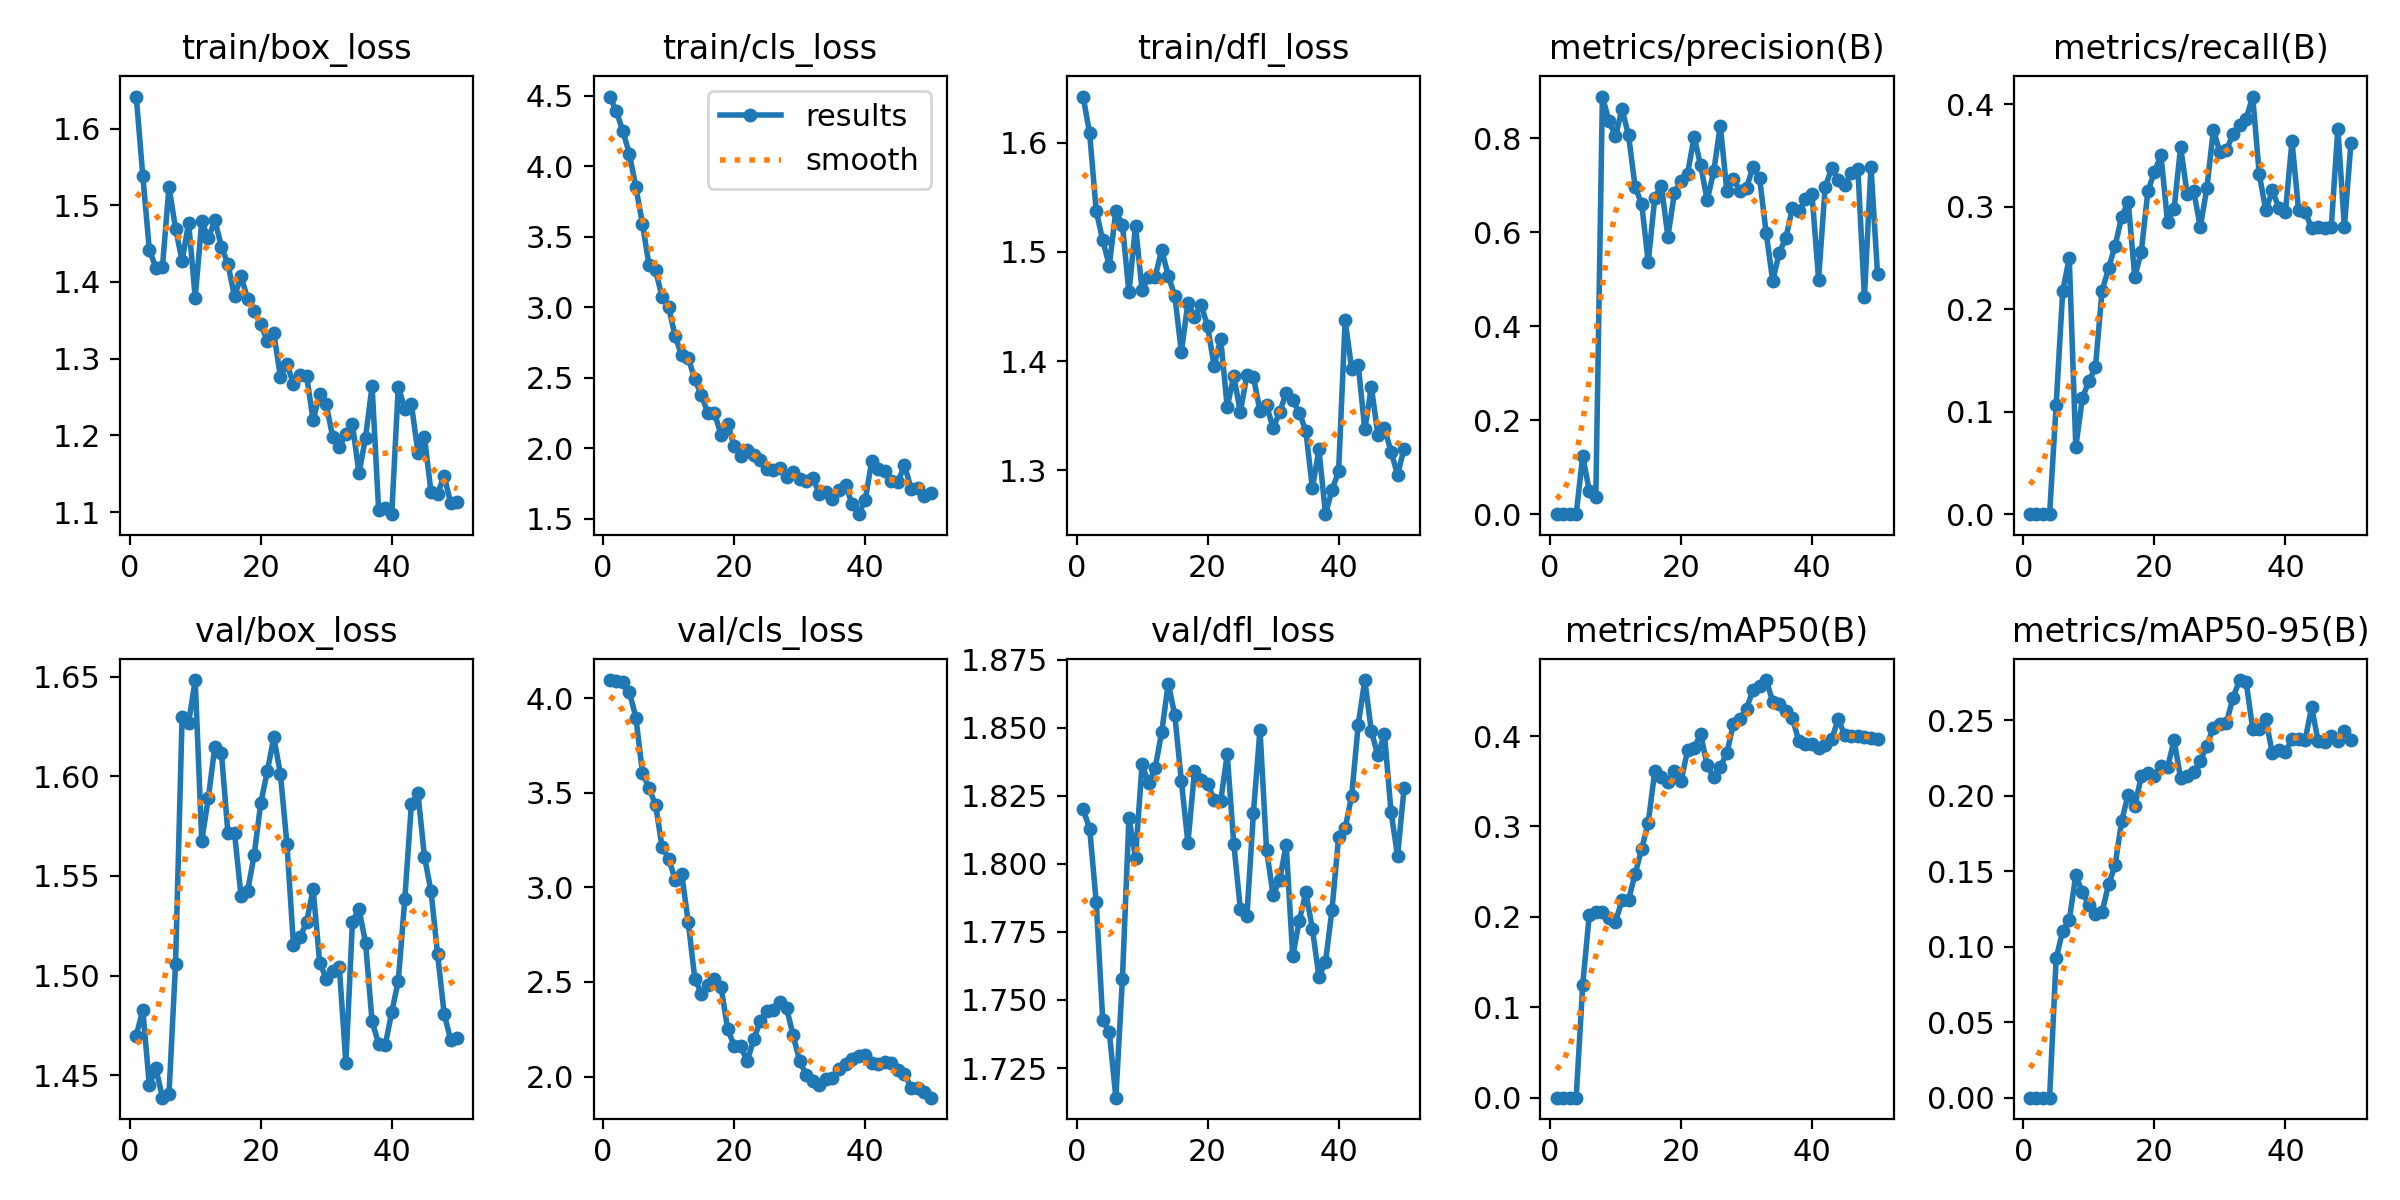 train/box_loss
1.6
1.5
1.4
1.3
1.2
1.1
0 20 40
train/cls_loss
4.5
4.0
3.5
3.0
2.5
2.0
1.5
0 20 40
results
smooth
train/dfl_loss
1.6
1.5
1.4
1.3
0 20 40
metrics/precision(B)
0.8
0.6
0.4
0.2
0.0
0 20 40
metrics/recall(B)
0.4
0.3
0.2
0.1
0.0
0 20 40
val/box_loss
1.65
1.60
1.55
1.50
1.45
0 20 40
val/cls_loss
4.0
3.5
3.0
2.5
2.0
0 20 40
val/dfl_loss
1.875
1.850
1.825
1.800
1.775
1.750
1.725
0 20 40
metrics/mAP50(B)
0.4
0.3
0.2
0.1
0.0
0 20 40
metrics/mAP50-95(B)
0.25
0.20
0.15
0.10
0.05
0.00
0 20 40